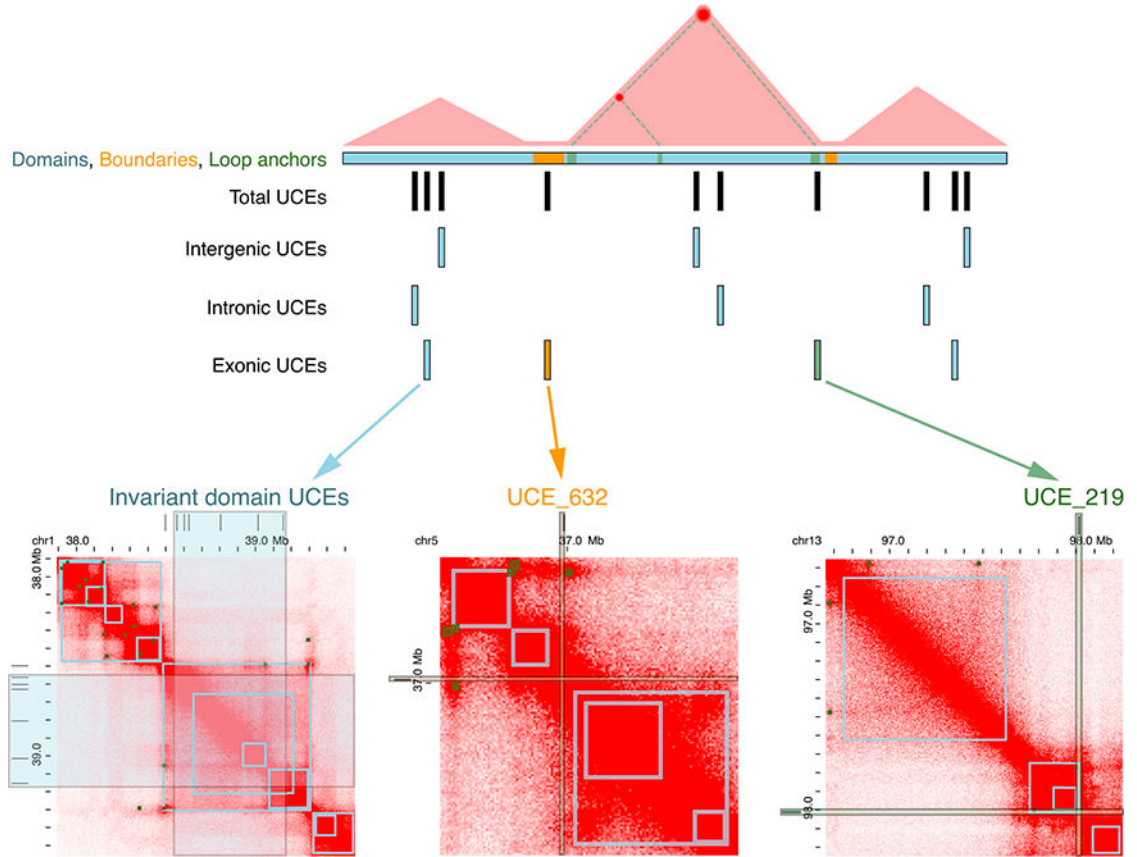 Domains, Boundaries, Loop anchors
Total UCEs
Intergenic UCEs
Intronic UCEs
Exonic UCEs
Invariant domain UCEs
UCE_632
UCE_219
chr1 38.0 39.0 Mb
38.0 Mb
39.0
chr5 37.0 Mb
37.0 Mb
chr13 97.0 98.0 Mb
97.0 Mb
98.0